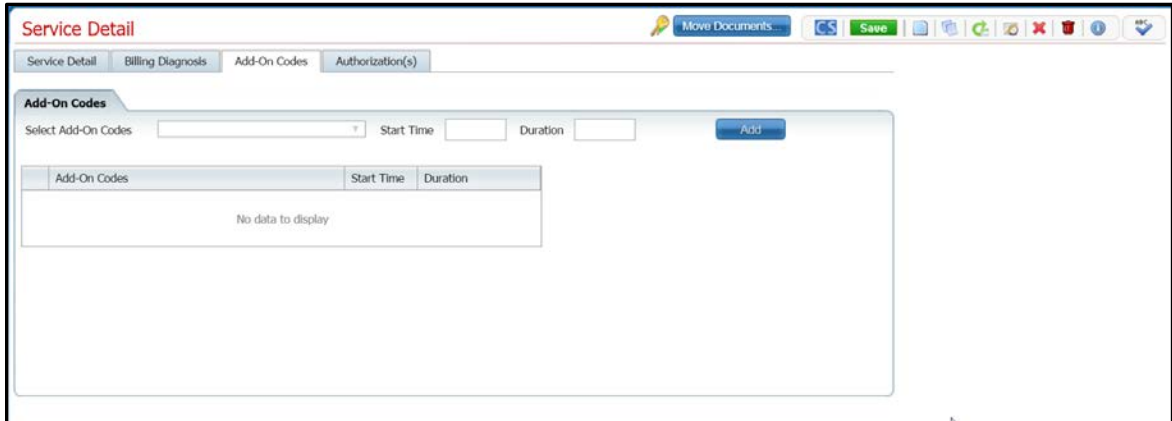 Service Detail
Move Documents...
CS
Save
ABC
Service Detail
Billing Diagnosis
Add-On Codes
Authorization(s)
Add-On Codes
Select Add-On Codes
Start Time
Duration
Add
Add-On Codes
Start Time
Duration
No data to display